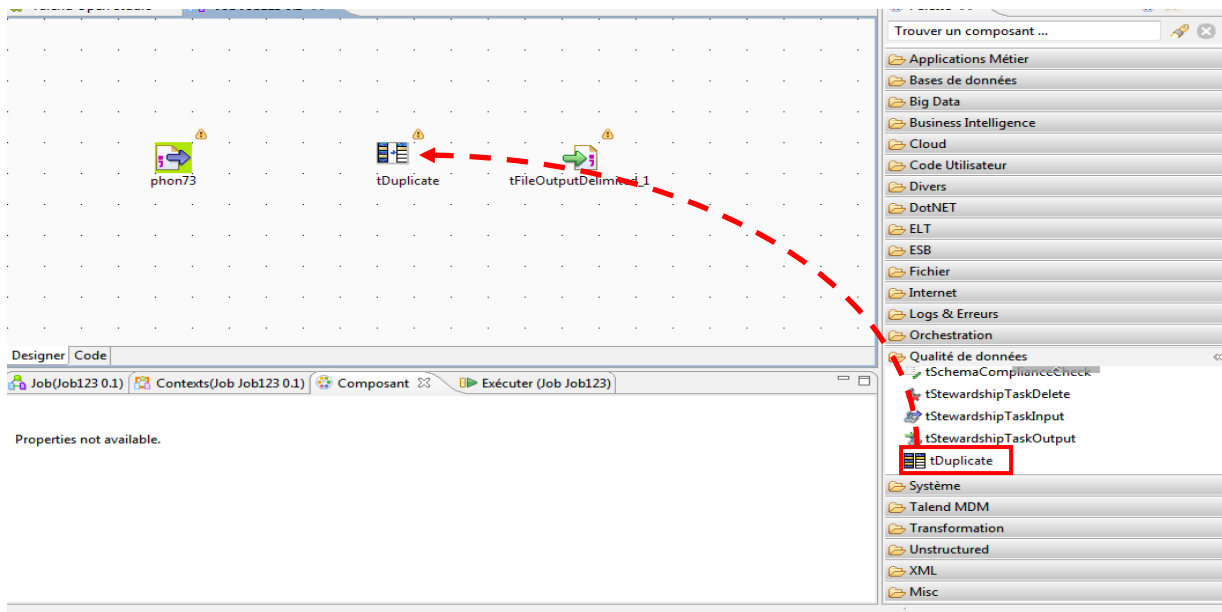 Trouver un composant ...
Applications Métier
Bases de données
Big Data
Business Intelligence
Cloud
Code Utilisateur
Divers
DotNET
ELT
ESB
Fichier
Internet
Logs & Erreurs
Orchestration
Qualité de données
tSchemaComplianceCheck
tStewardshipTaskDelete
tStewardshipTaskInput
tStewardshipTaskOutput
tDuplicate
Système
Talend MDM
Transformation
Unstructured
XML
Misc
phon73
tDuplicate
tFileOutputDelimited_1
Designer Code
Job(Job123 0.1) Contexts(Job Job123 0.1) Composant Exécuter (Job Job123)
Properties not available.